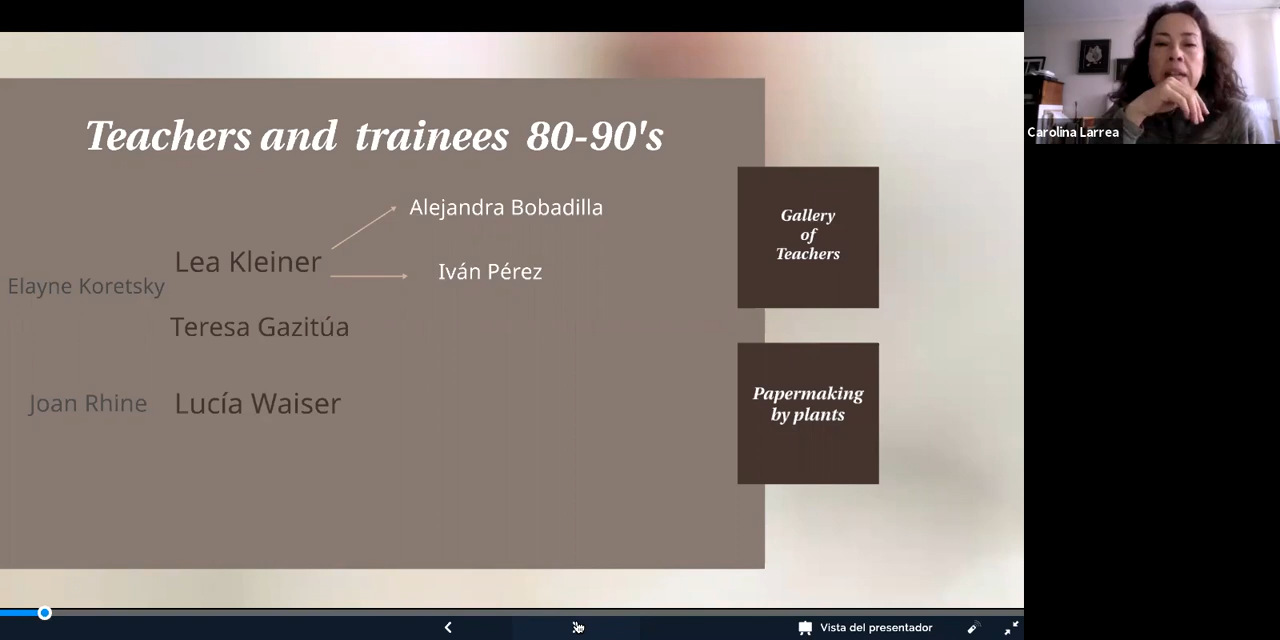 Teachers and trainees 80-90's
Alejandra Bobadilla
Lea Kleiner
Iván Pérez
Elayne Koretsky
Teresa Gazitúa
Joan Rhine
Lucía Waiser
Gallery
of
Teachers
Papermaking
by plants
Carolina Larrea
Vista del presentador